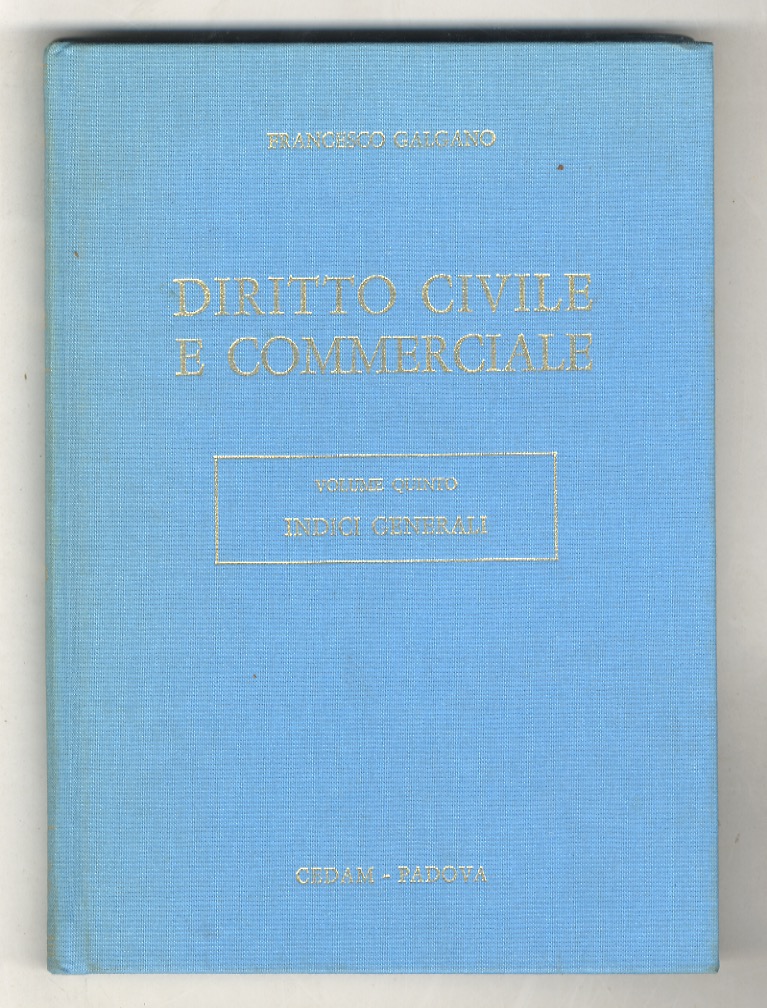 FRANCESCO GALGANO
DIRITTO CIVILE
E COMMERCIALE
VOLUME QUINTO
INDICI GENERALI
CEDAM - PADOVA